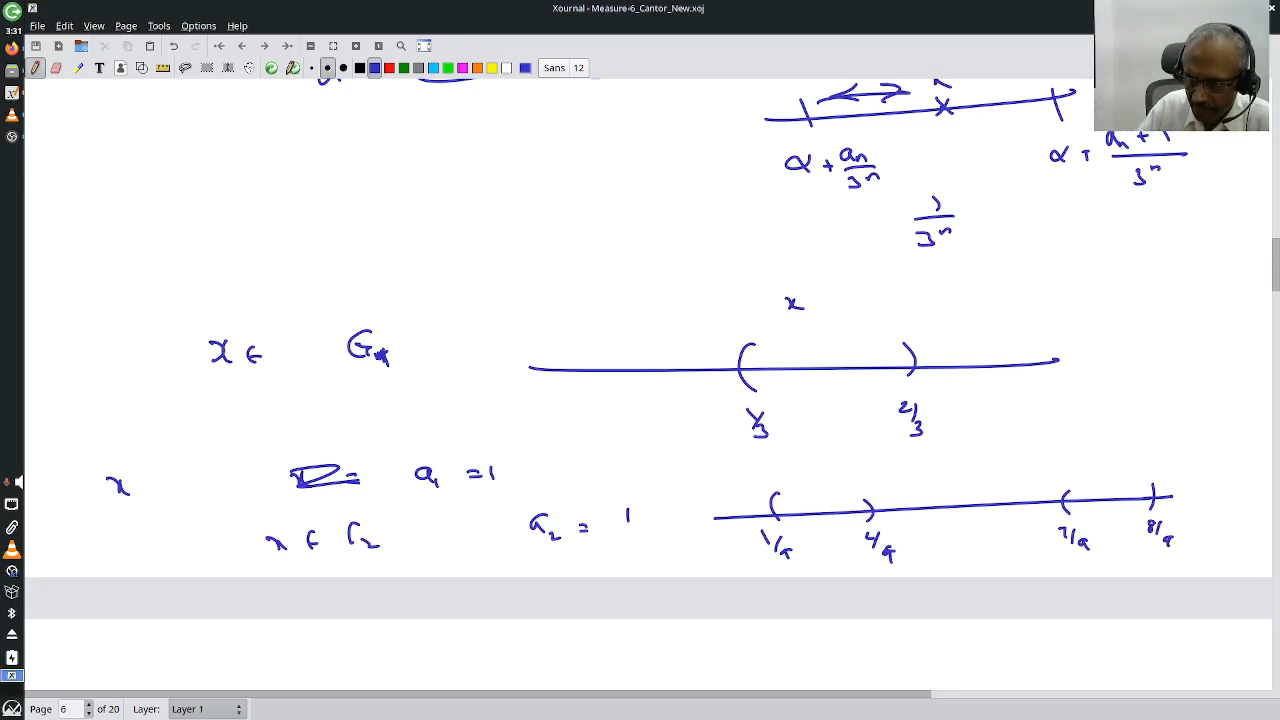 Xournal - Measure-6_Cantor_New.xoj
3:31
File Edit View Page Tools Options Help
Sans 12
α + aₙ/3ⁿ
α + (aₙ + 1)/3ⁿ
1/3ⁿ
x
x ∈ G₁
1/3 2/3
x a₁ = 1
x ∈ G₂ a₂ = 1
1/9 4/9 7/9 8/9
Page 6 of 20 Layer: Layer 1